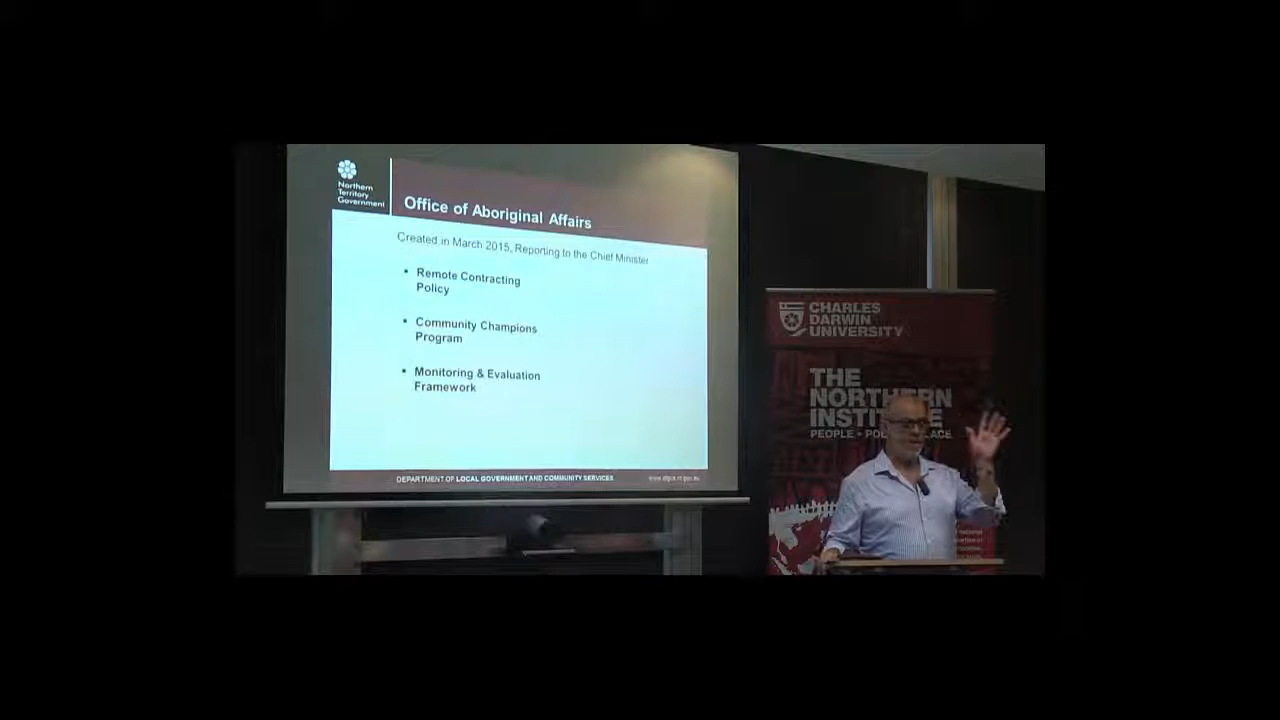 Northern
Territory
Government
Office of Aboriginal Affairs
Created in March 2015, Reporting to the Chief Minister
• Remote Contracting
Policy
• Community Champions
Program
• Monitoring & Evaluation
Framework
DEPARTMENT OF LOCAL GOVERNMENT AND COMMUNITY SERVICES
CHARLES
DARWIN
UNIVERSITY
THE
NORTHERN
PEOPLE •